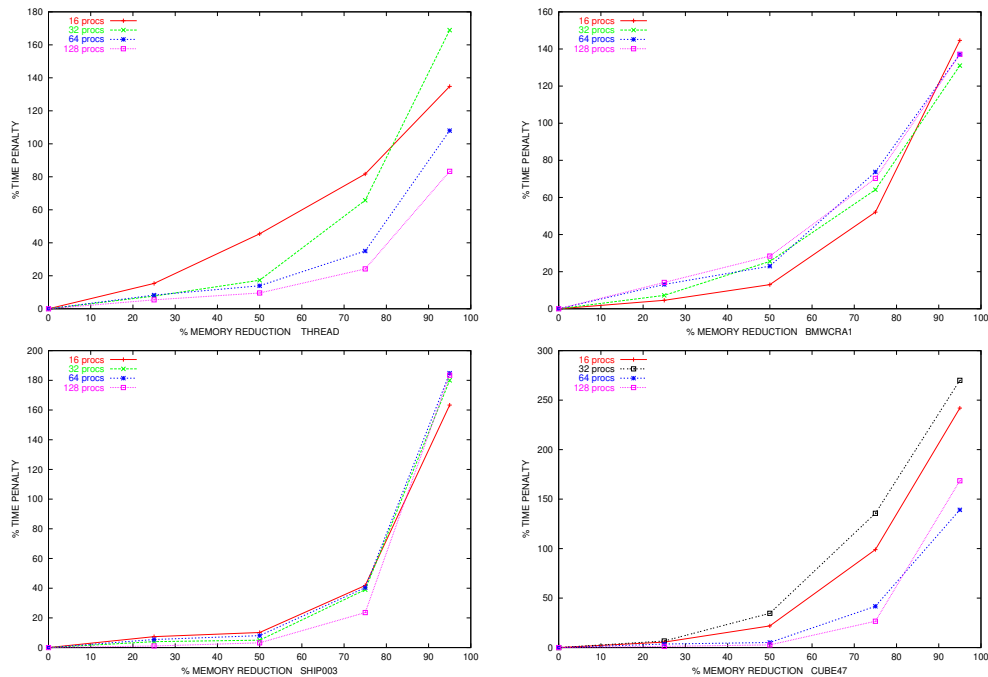 180
160
140
120
100
80
60
40
20
0
% TIME PENALTY
16 procs
32 procs
64 procs
128 procs
0 10 20 30 40 50 60 70 80 90 100
% MEMORY REDUCTION THREAD
160
140
120
100
80
60
40
20
0
% TIME PENALTY
16 procs
32 procs
64 procs
128 procs
0 10 20 30 40 50 60 70 80 90 100
% MEMORY REDUCTION BMWCRA1
200
180
160
140
120
100
80
60
40
20
0
% TIME PENALTY
16 procs
32 procs
64 procs
128 procs
0 10 20 30 40 50 60 70 80 90 100
% MEMORY REDUCTION SHIP003
300
250
200
150
100
50
0
% TIME PENALTY
16 procs
32 procs
64 procs
128 procs
0 10 20 30 40 50 60 70 80 90 100
% MEMORY REDUCTION CUBE47